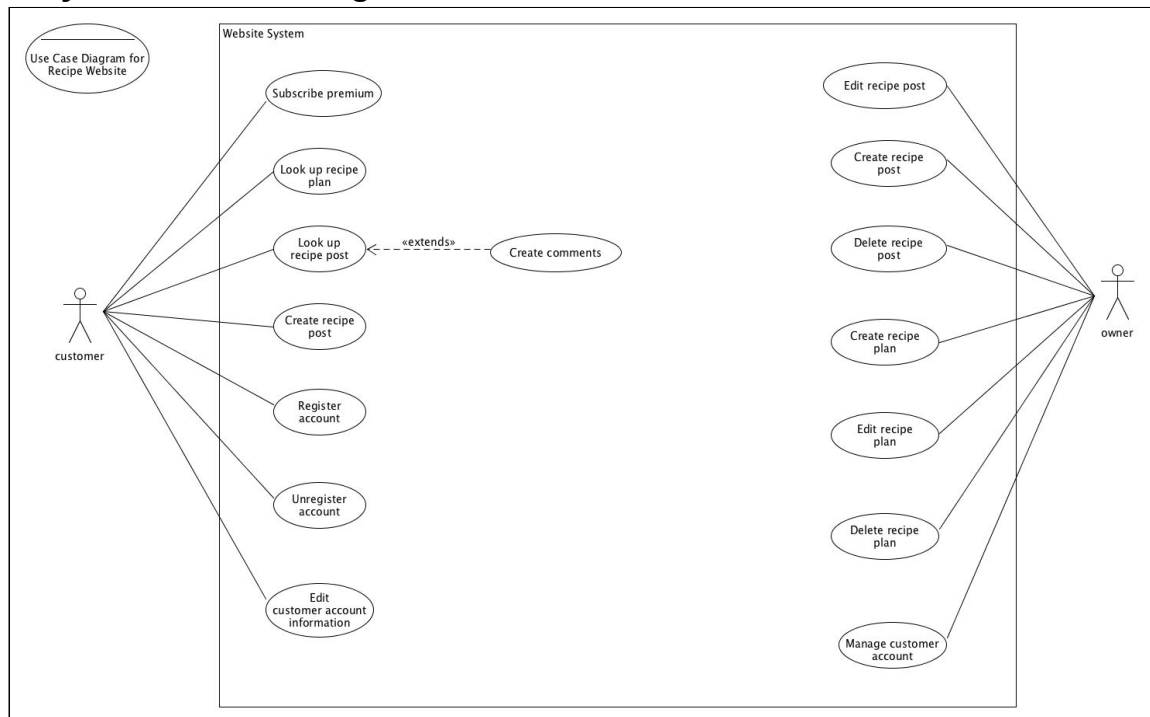 Website System
Use Case Diagram for
Recipe Website
Subscribe premium
Look up recipe
plan
Look up
recipe post
«extends»
Create comments
Create recipe
post
Register
account
Unregister
account
Edit
customer account
information
customer
Edit recipe post
Create recipe
post
Delete recipe
post
Create recipe
plan
Edit recipe
plan
Delete recipe
plan
Manage customer
account
owner